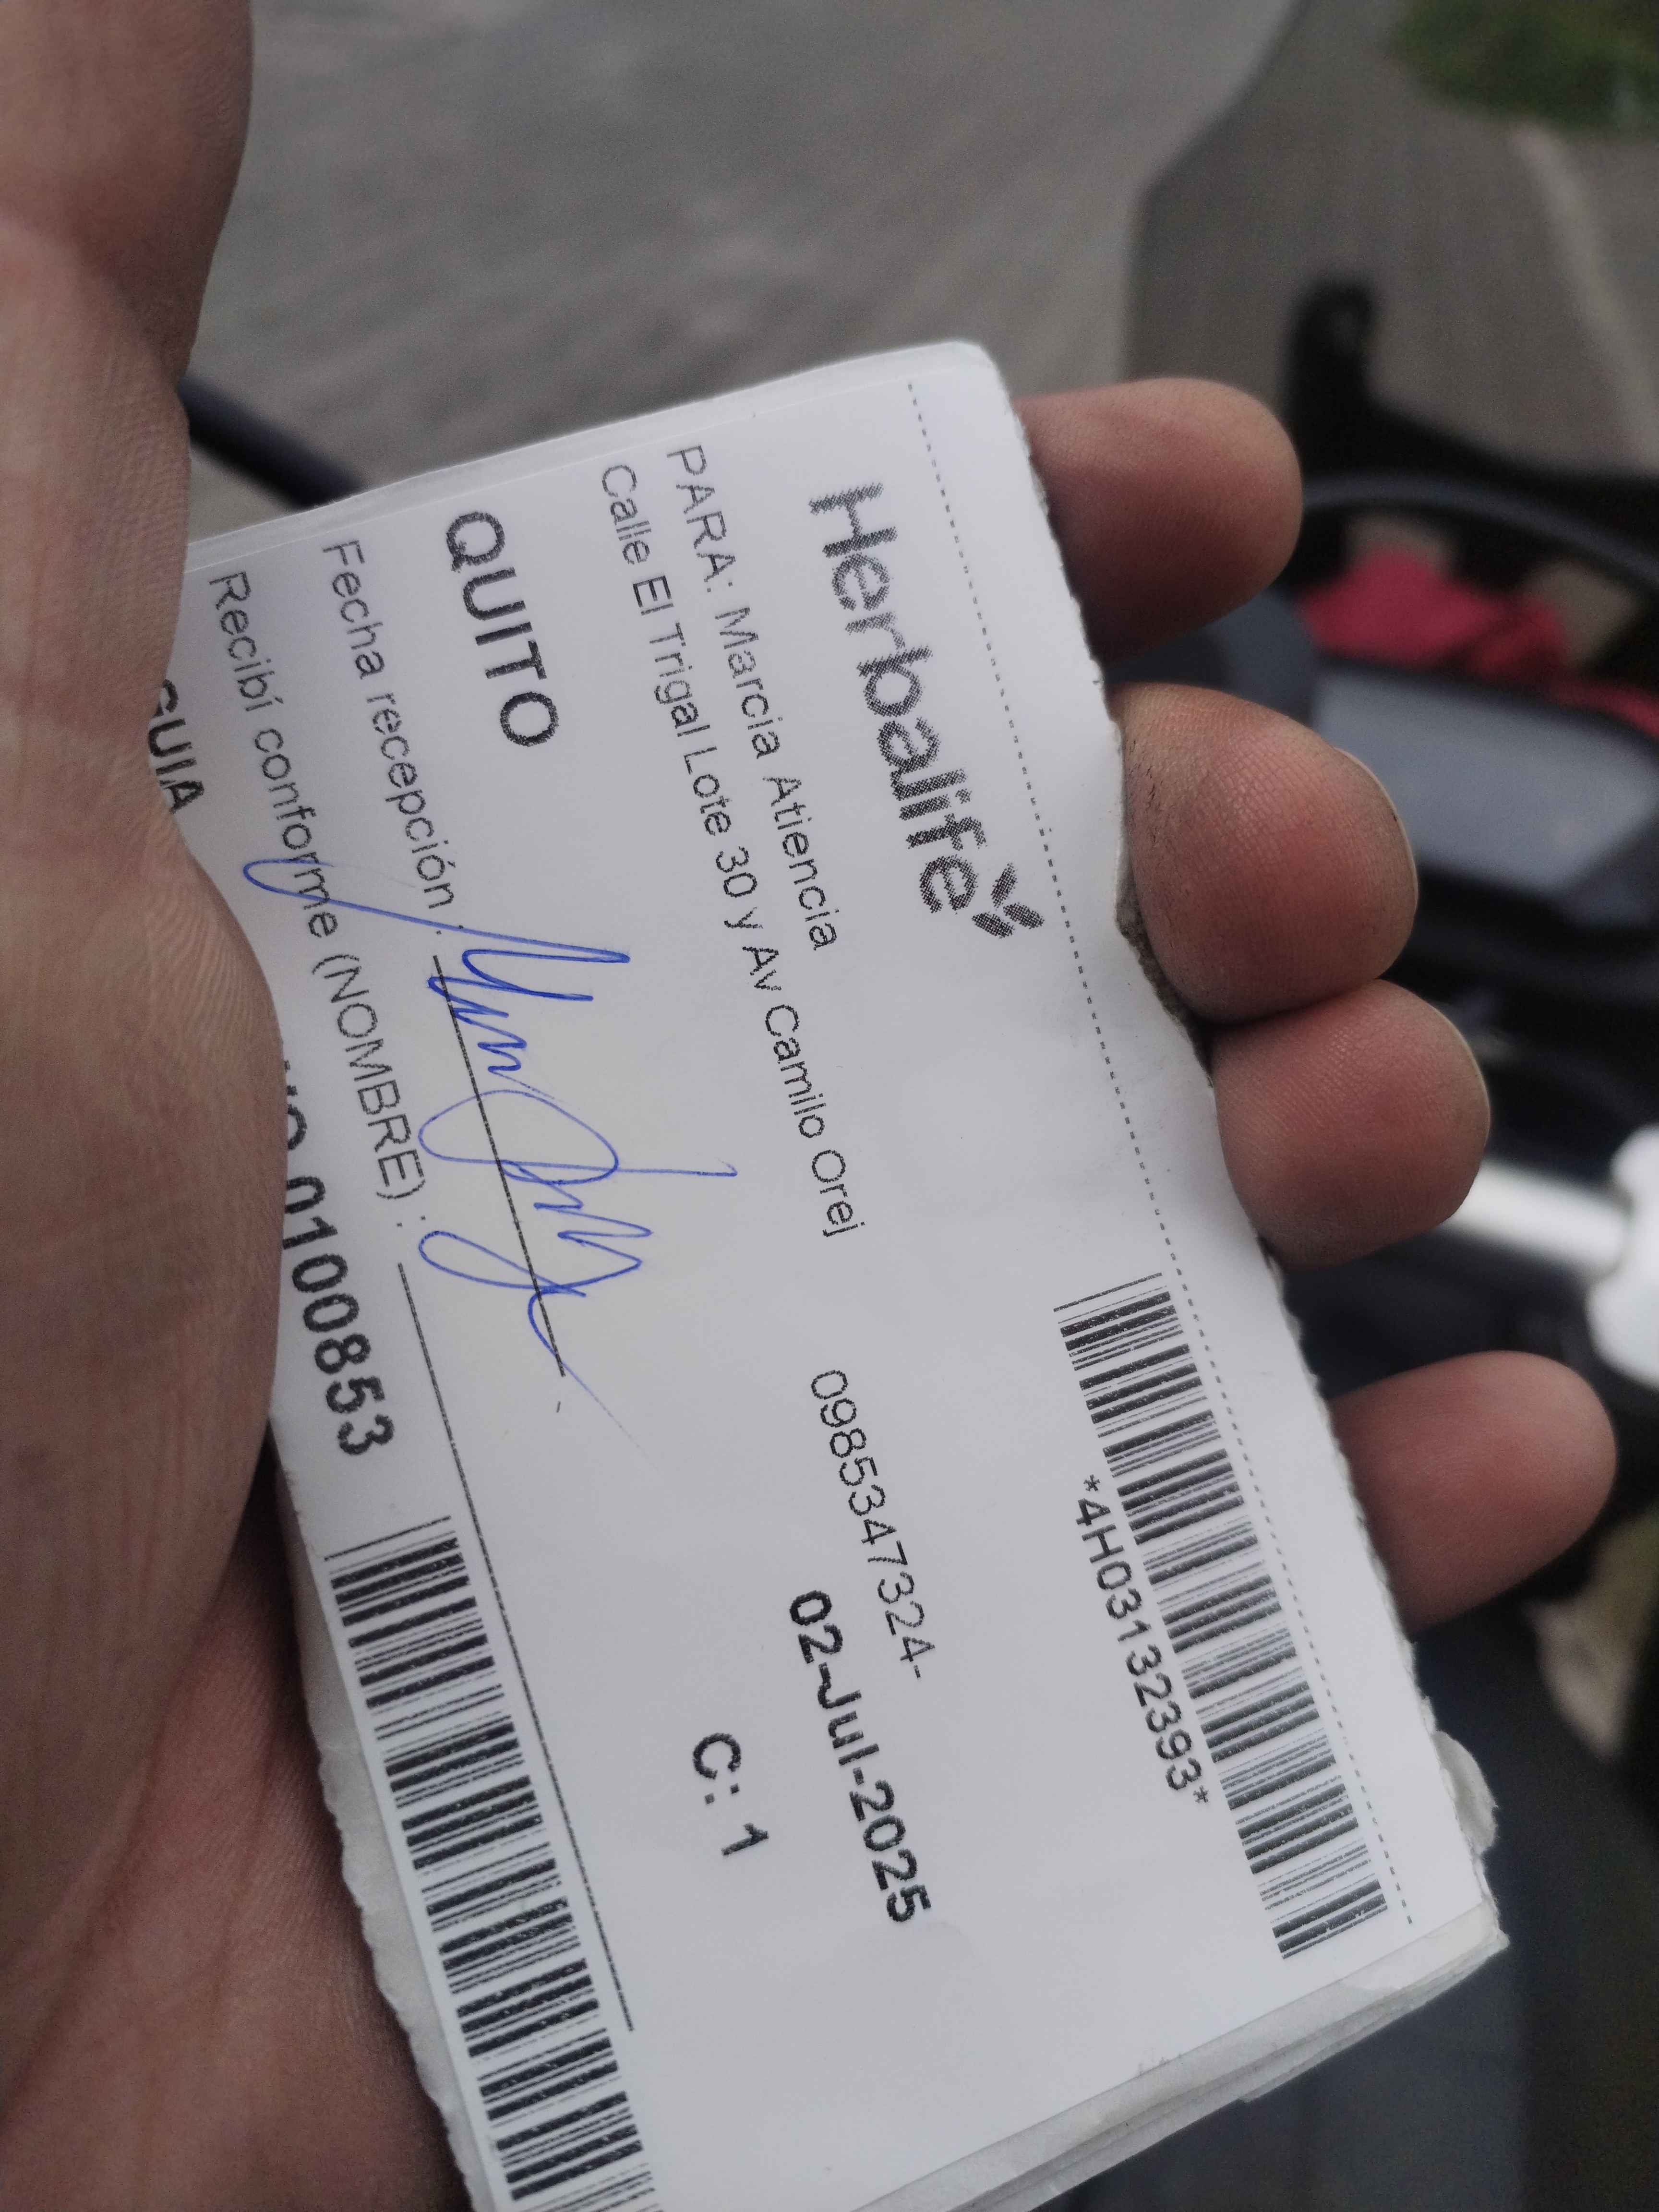 Herbalife
*4H03132393*
PARA: Marcia Atiencia
0985347324-
Calle El Trigal Lote 30 y Av Camilo Orej
02-Jul-2025
QUITO
C: 1
Fecha recepción :
Recibí conforme (NOMBRE) :
GUIA
0100853